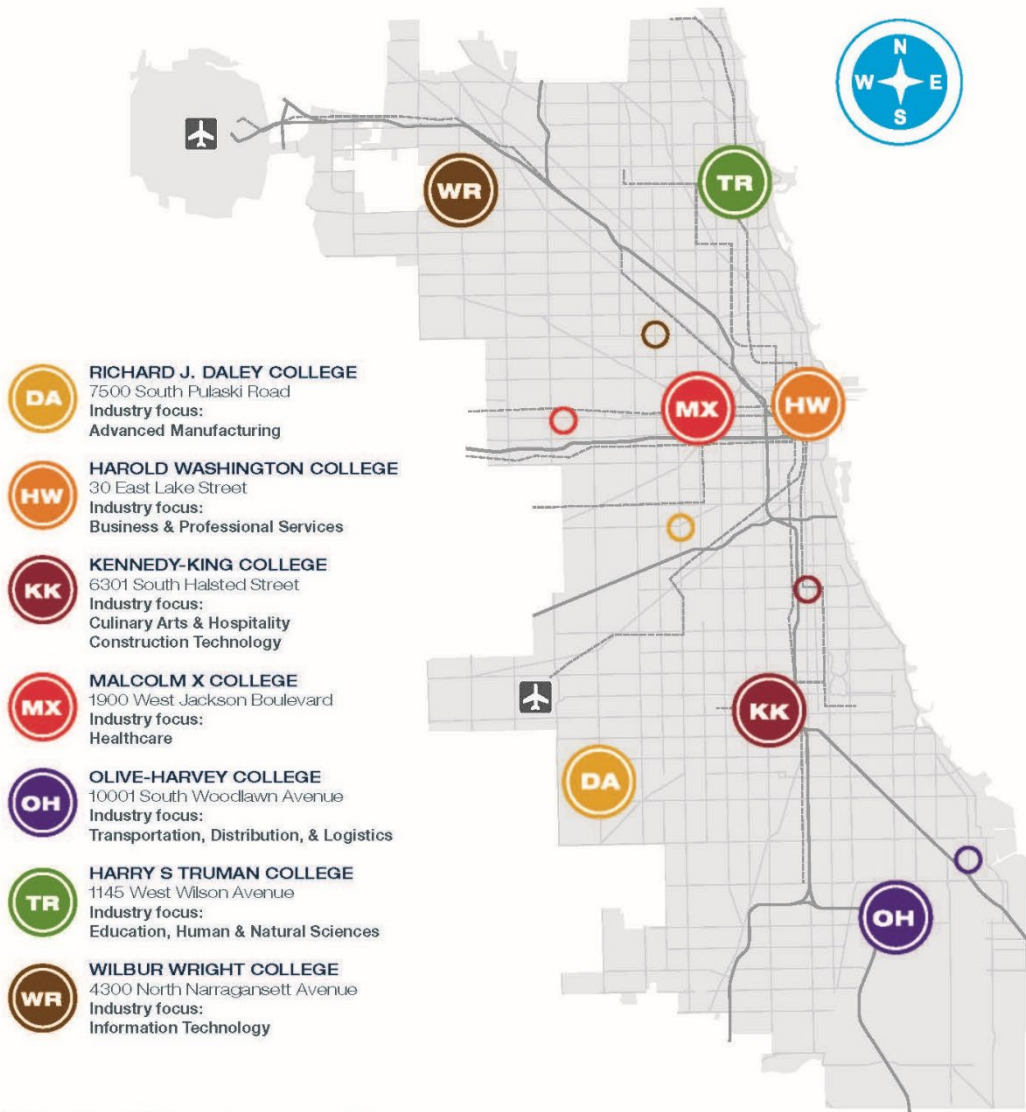 N
W E
S
WR
TR
MX
HW
KK
DA
OH
DA
RICHARD J. DALEY COLLEGE
7500 South Pulaski Road
Industry focus:
Advanced Manufacturing
HW
HAROLD WASHINGTON COLLEGE
30 East Lake Street
Industry focus:
Business & Professional Services
KK
KENNEDY-KING COLLEGE
6301 South Halsted Street
Industry focus:
Culinary Arts & Hospitality
Construction Technology
MX
MALCOLM X COLLEGE
1900 West Jackson Boulevard
Industry focus:
Healthcare
OH
OLIVE-HARVEY COLLEGE
10001 South Woodlawn Avenue
Industry focus:
Transportation, Distribution, & Logistics
TR
HARRY S TRUMAN COLLEGE
1145 West Wilson Avenue
Industry focus:
Education, Human & Natural Sciences
WR
WILBUR WRIGHT COLLEGE
4300 North Narragansett Avenue
Industry focus:
Information Technology